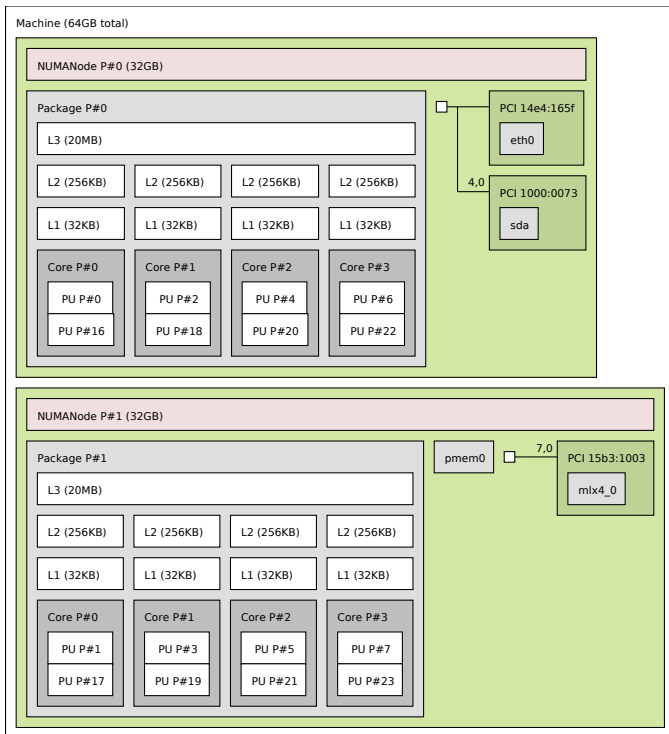 Machine (64GB total)
NUMANode P#0 (32GB)
Package P#0
L3 (20MB)
L2 (256KB) L2 (256KB) L2 (256KB) L2 (256KB)
L1 (32KB) L1 (32KB) L1 (32KB) L1 (32KB)
Core P#0 Core P#1 Core P#2 Core P#3
PU P#0 PU P#2 PU P#4 PU P#6
PU P#16 PU P#18 PU P#20 PU P#22
PCI 14e4:165f
eth0
4,0
PCI 1000:0073
sda
NUMANode P#1 (32GB)
Package P#1
L3 (20MB)
L2 (256KB) L2 (256KB) L2 (256KB) L2 (256KB)
L1 (32KB) L1 (32KB) L1 (32KB) L1 (32KB)
Core P#0 Core P#1 Core P#2 Core P#3
PU P#1 PU P#3 PU P#5 PU P#7
PU P#17 PU P#19 PU P#21 PU P#23
pmem0
7,0
PCI 15b3:1003
mlx4_0